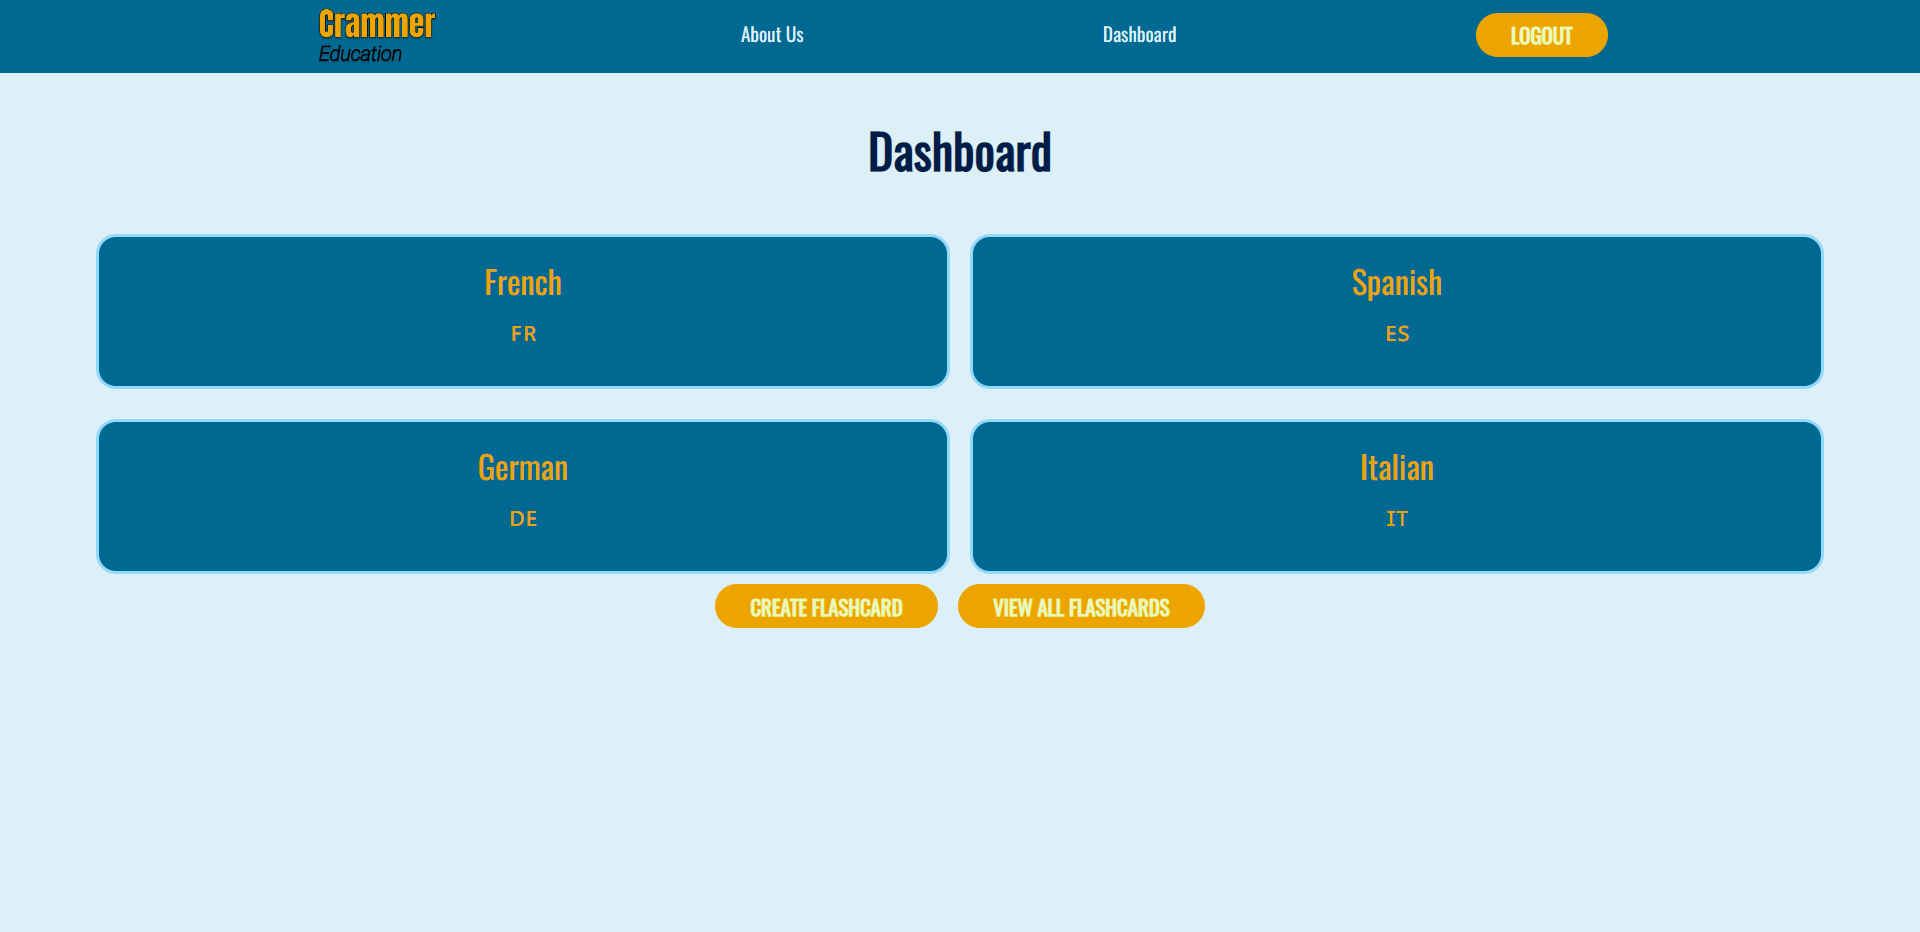 Crammer
Education
About Us
Dashboard
LOGOUT
Dashboard
French
FR
Spanish
ES
German
DE
Italian
IT
CREATE FLASHCARD
VIEW ALL FLASHCARDS